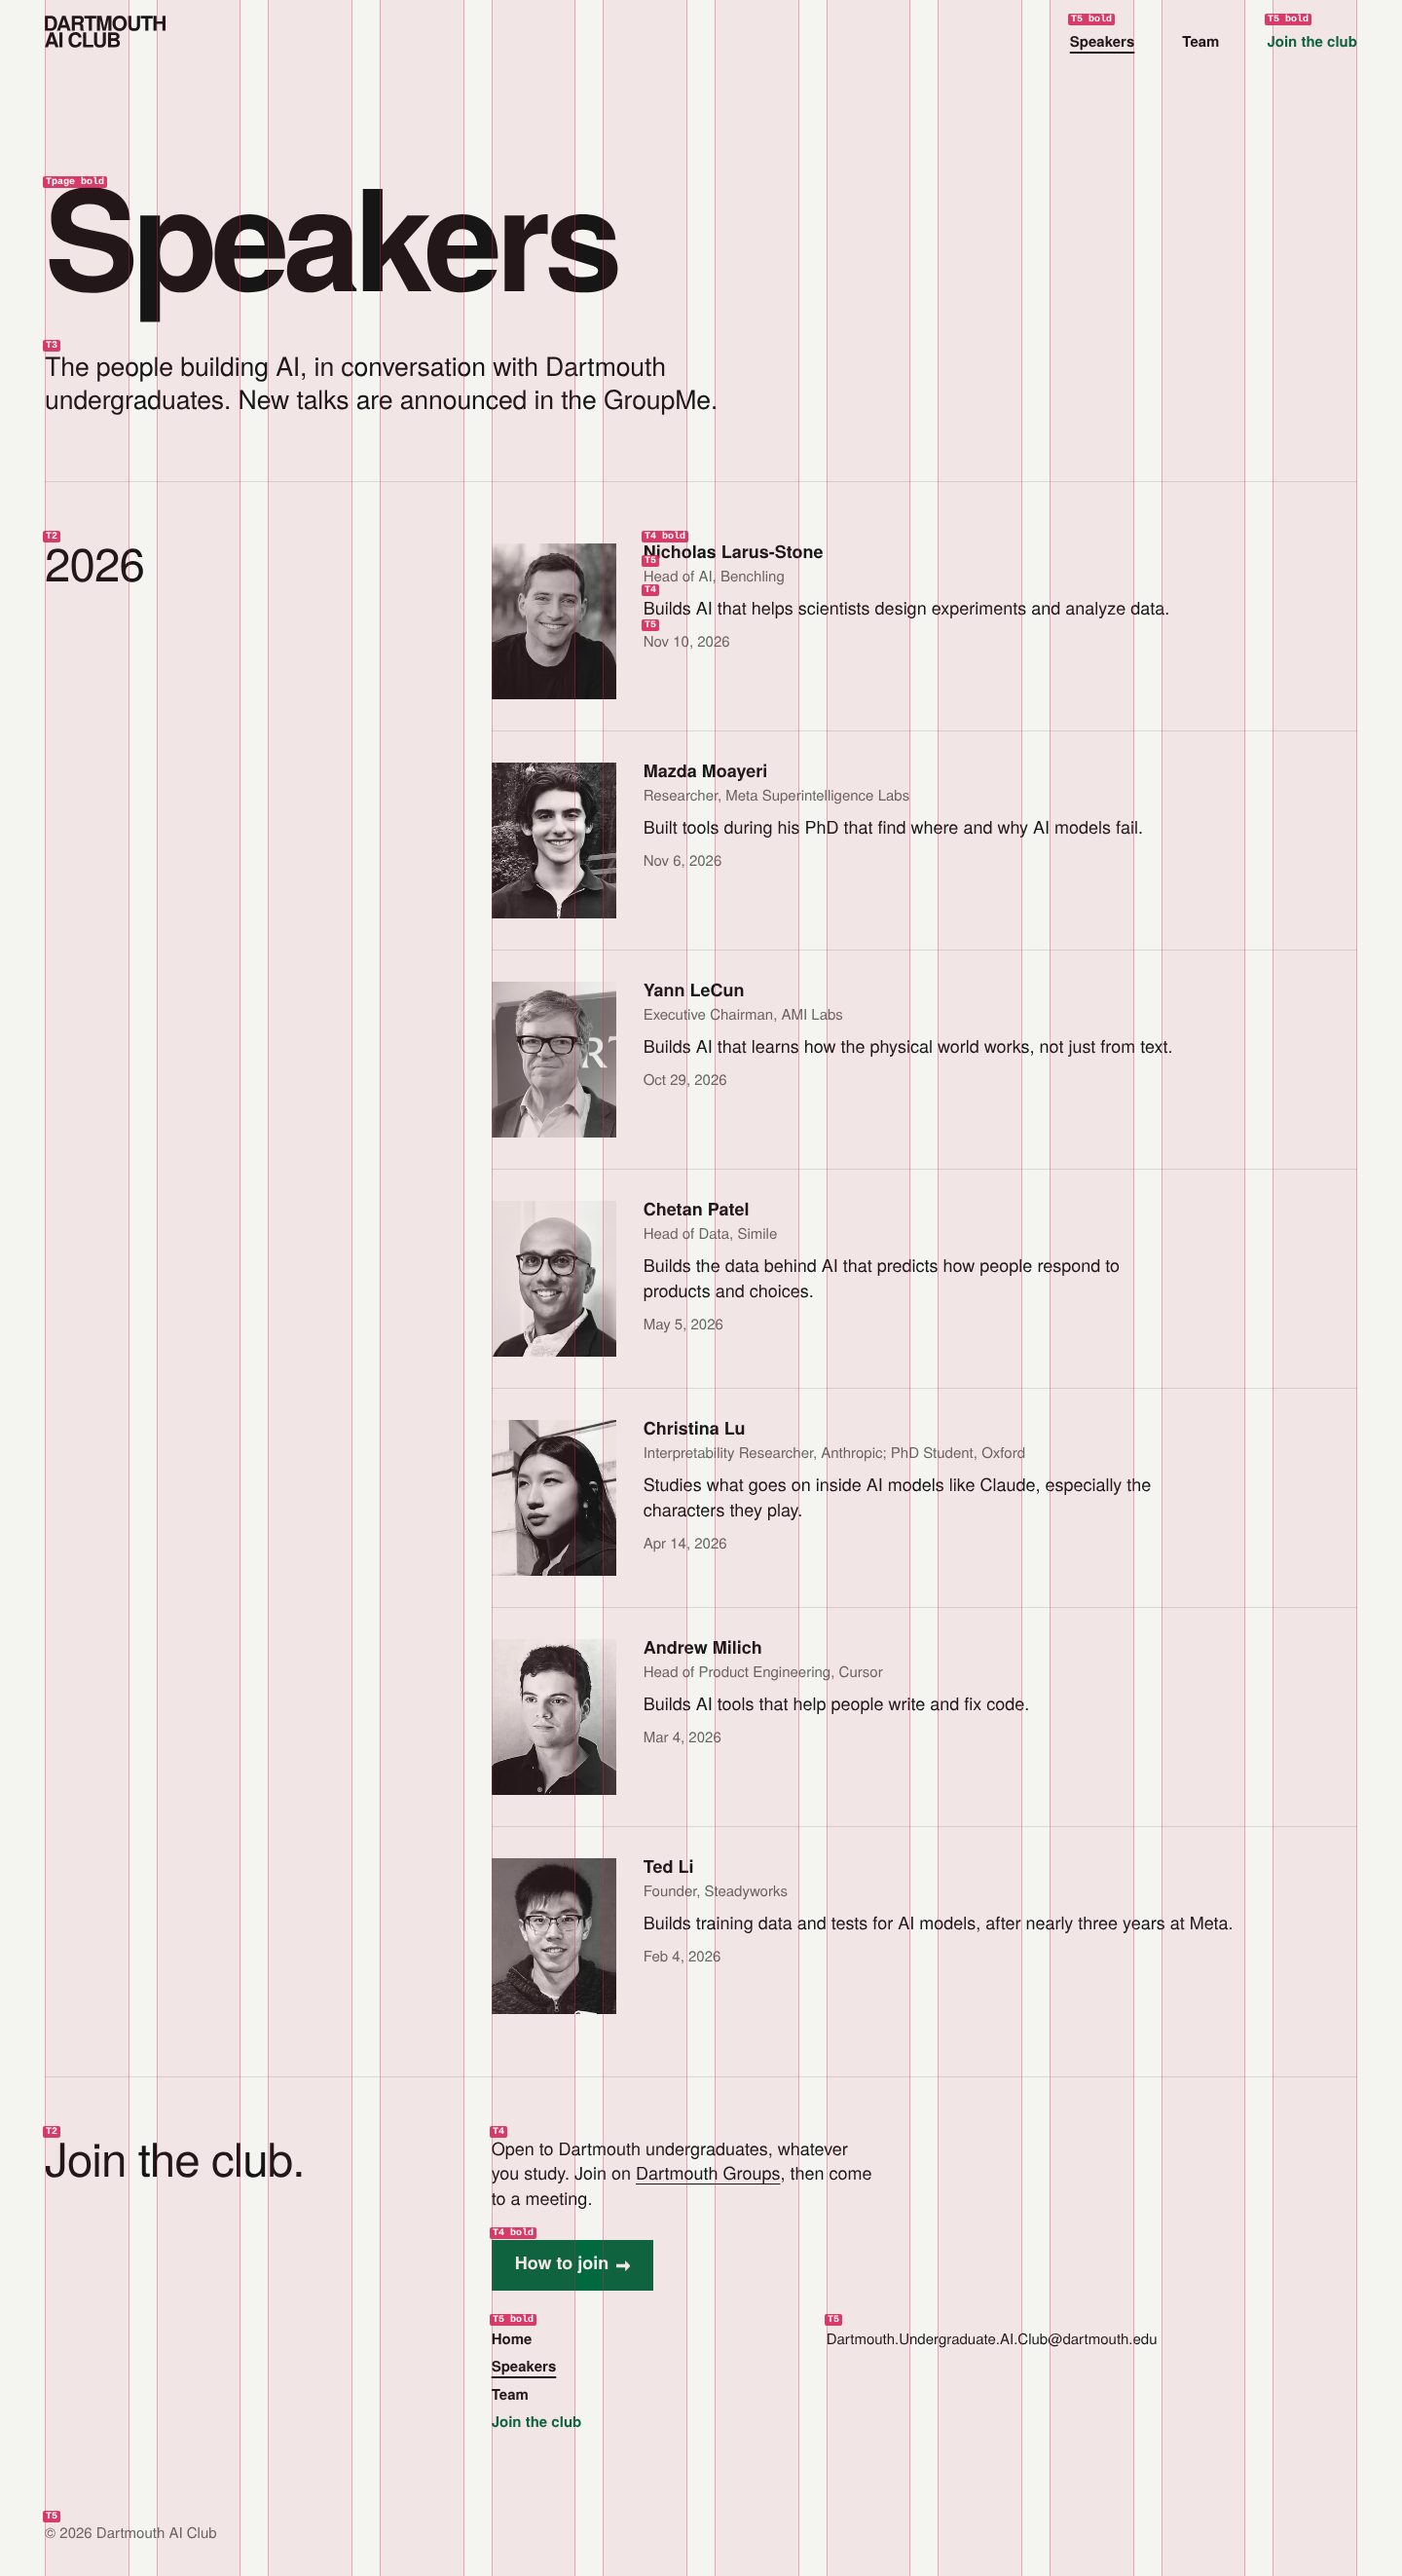 DARTMOUTH
AI CLUB
T5 bold
T5 bold
Speakers
Team
Join the club
Tpage bold
Speakers
T3
The people building AI, in conversation with Dartmouth
undergraduates. New talks are announced in the GroupMe.
T2
2026
T4 bold
Nicholas Larus-Stone
T5
Head of AI, Benchling
T4
Builds AI that helps scientists design experiments and analyze data.
T5
Nov 10, 2026
Mazda Moayeri
Researcher, Meta Superintelligence Labs
Built tools during his PhD that find where and why AI models fail.
Nov 6, 2026
Yann LeCun
Executive Chairman, AMI Labs
Builds AI that learns how the physical world works, not just from text.
Oct 29, 2026
Chetan Patel
Head of Data, Simile
Builds the data behind AI that predicts how people respond to
products and choices.
May 5, 2026
Christina Lu
Interpretability Researcher, Anthropic; PhD Student, Oxford
Studies what goes on inside AI models like Claude, especially the
characters they play.
Apr 14, 2026
Andrew Milich
Head of Product Engineering, Cursor
Builds AI tools that help people write and fix code.
Mar 4, 2026
Ted Li
Founder, Steadyworks
Builds training data and tests for AI models, after nearly three years at Meta.
Feb 4, 2026
T2
Join the club.
T4
Open to Dartmouth undergraduates, whatever
you study. Join on Dartmouth Groups, then come
to a meeting.
T4 bold
How to join →
T5 bold
Home
Speakers
Team
Join the club
T5
Dartmouth.Undergraduate.AI.Club@dartmouth.edu
T5
© 2026 Dartmouth AI Club